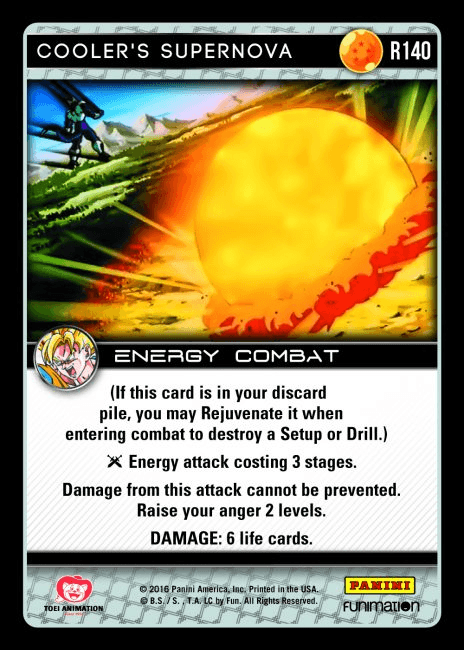 COOLER'S SUPERNOVA
R140
ENERGY COMBAT
(If this card is in your discard
pile, you may Rejuvenate it when
entering combat to destroy a Setup or Drill.)
Energy attack costing 3 stages.
Damage from this attack cannot be prevented.
Raise your anger 2 levels.
DAMAGE: 6 life cards.
TOEI ANIMATION
© 2016 Panini America, Inc. Printed in the USA.
© B.S. / S. , T.A. LC by Fun. All Rights Reserved.
PANINI
FUNIMATION